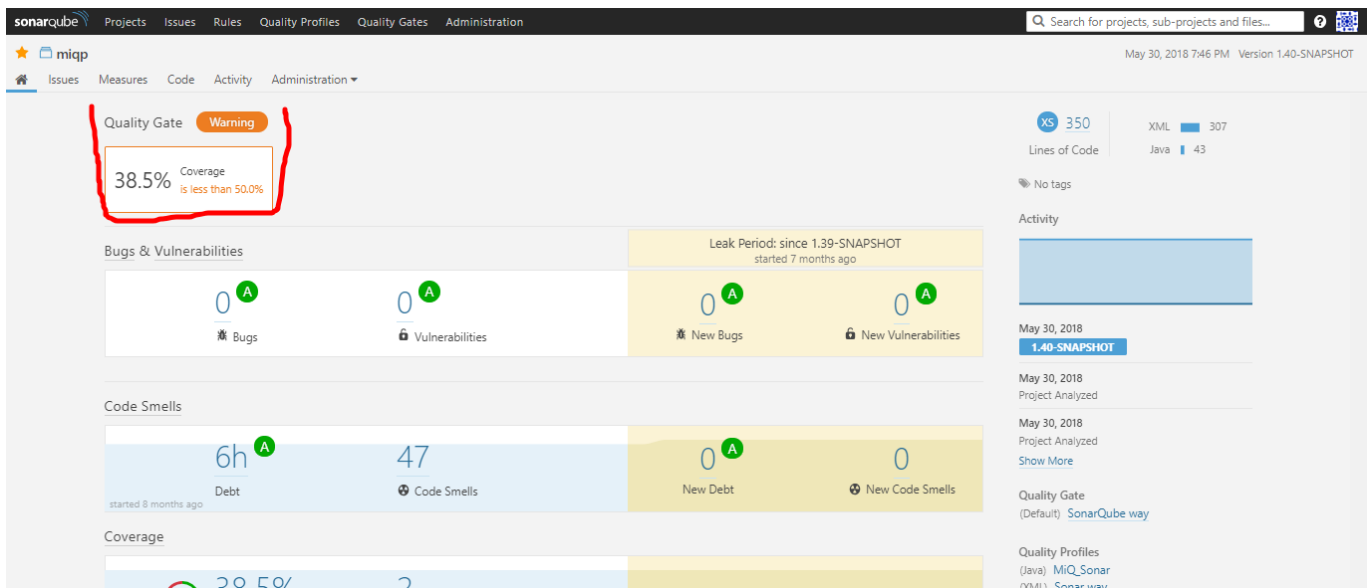 sonarqube Projects Issues Rules Quality Profiles Quality Gates Administration Search for projects, sub-projects and files...
miqp May 30, 2018 7:46 PM Version 1.40-SNAPSHOT
Issues Measures Code Activity Administration
Quality Gate Warning
38.5% Coverage
is less than 50.0%
Bugs & Vulnerabilities
Leak Period: since 1.39-SNAPSHOT
started 7 months ago
0 A 0 A 0 A 0 A
Bugs Vulnerabilities New Bugs New Vulnerabilities
Code Smells
6h A 47 0 A 0
Debt Code Smells New Debt New Code Smells
started 8 months ago
Coverage
38.5% 2
XS 350 XML 307
Lines of Code Java 43
No tags
Activity
May 30, 2018
1.40-SNAPSHOT
May 30, 2018
Project Analyzed
May 30, 2018
Project Analyzed
Show More
Quality Gate
(Default) SonarQube way
Quality Profiles
(Java) MiQ_Sonar
(XML) Sonar way